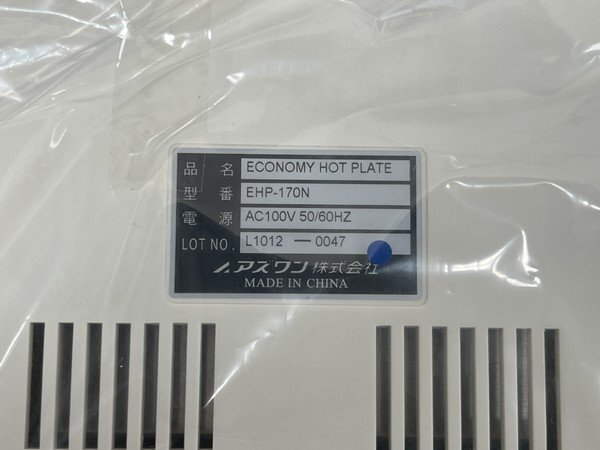 品 名 ECONOMY HOT PLATE
型 番 EHP-170N
電 源 AC100V 50/60HZ
LOT NO. L1012 — 0047
アズワン株式会社
MADE IN CHINA